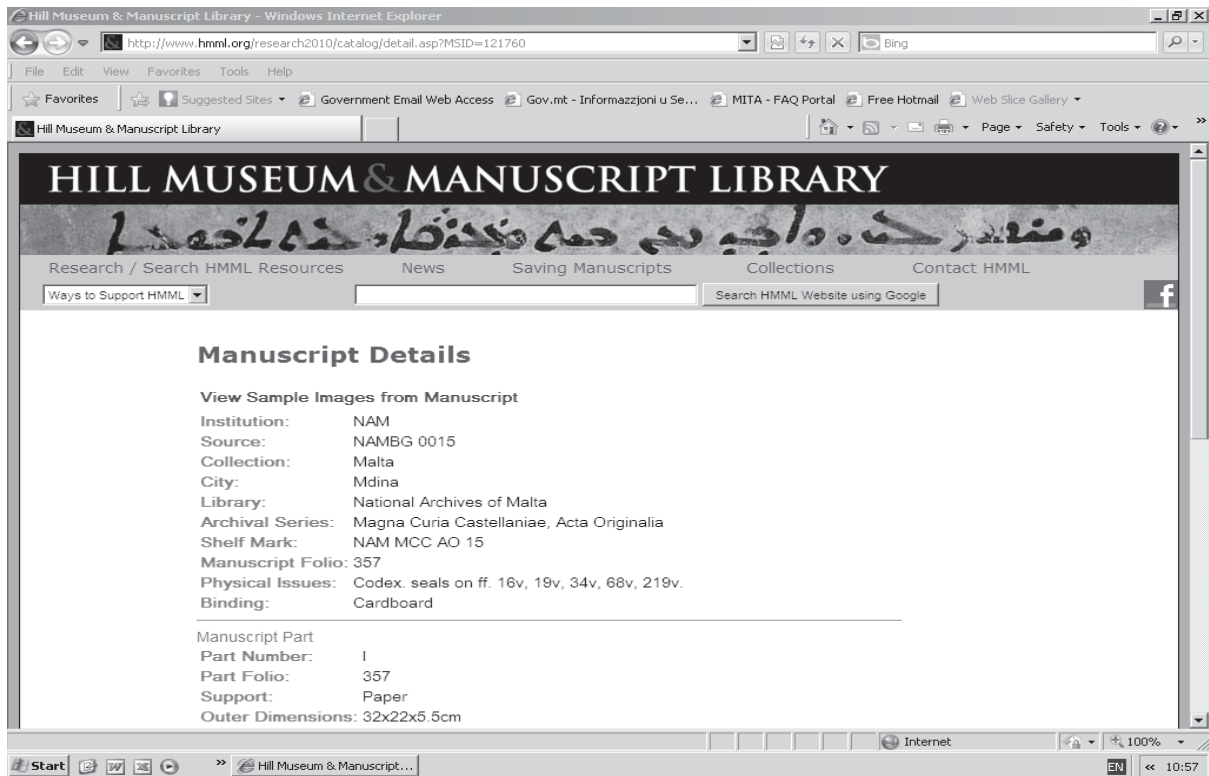 Hill Museum & Manuscript Library - Windows Internet Explorer
http://www.hmml.org/research2010/catalog/detail.asp?MSID=121760
Bing
File Edit View Favorites Tools Help
Favorites Suggested Sites Government Email Web Access Gov.mt - Informazzjoni u Se... MITA - FAQ Portal Free Hotmail Web Slice Gallery
Hill Museum & Manuscript Library
Page Safety Tools
HILL MUSEUM & MANUSCRIPT LIBRARY
Research / Search HMML Resources News Saving Manuscripts Collections Contact HMML
Ways to Support HMML Search HMML Website using Google f
Manuscript Details
View Sample Images from Manuscript
Institution: NAM
Source: NAMBG 0015
Collection: Malta
City: Mdina
Library: National Archives of Malta
Archival Series: Magna Curia Castellaniae, Acta Originalia
Shelf Mark: NAM MCC AO 15
Manuscript Folio: 357
Physical Issues: Codex. seals on ff. 16v, 19v, 34v, 68v, 219v.
Binding: Cardboard
Manuscript Part
Part Number: I
Part Folio: 357
Support: Paper
Outer Dimensions: 32x22x5.5cm
Internet 100%
Start Hill Museum & Manuscript... EN 10:57